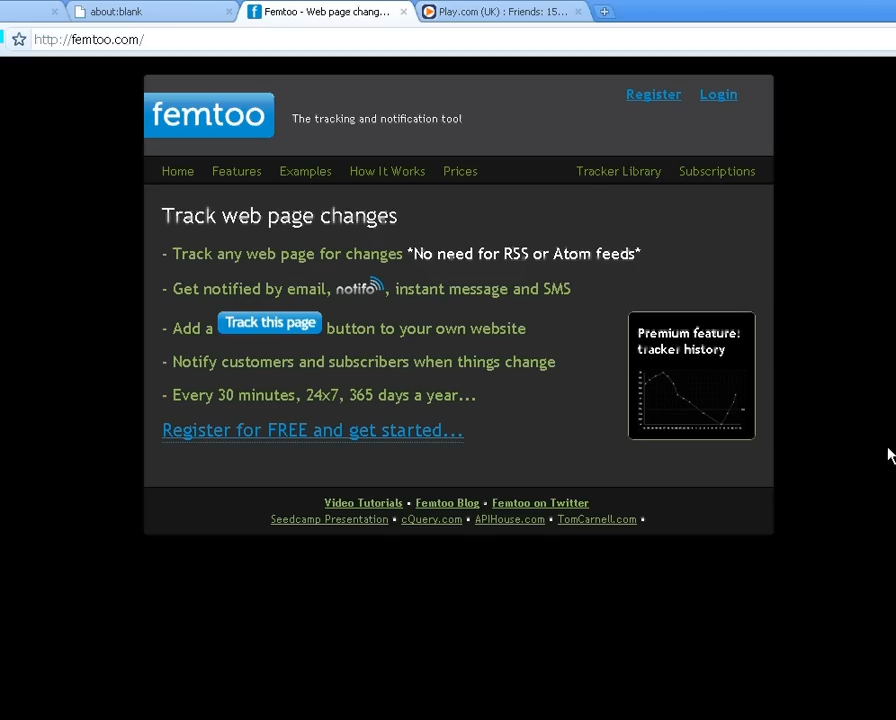 about:blank
Femtoo - Web page chang...
Play.com (UK) : Friends: 15...
http://femtoo.com/
Register Login
femtoo
The tracking and notification tool
Home Features Examples How It Works Prices Tracker Library Subscriptions
Track web page changes
- Track any web page for changes *No need for RSS or Atom feeds*
- Get notified by email, notifo, instant message and SMS
- Add a Track this page button to your own website
- Notify customers and subscribers when things change
- Every 30 minutes, 24x7, 365 days a year...
Register for FREE and get started...
Premium feature:
tracker history
Video Tutorials ▪ Femtoo Blog ▪ Femtoo on Twitter
Seedcamp Presentation ▪ cQuery.com ▪ APIHouse.com ▪ TomCarnell.com ▪